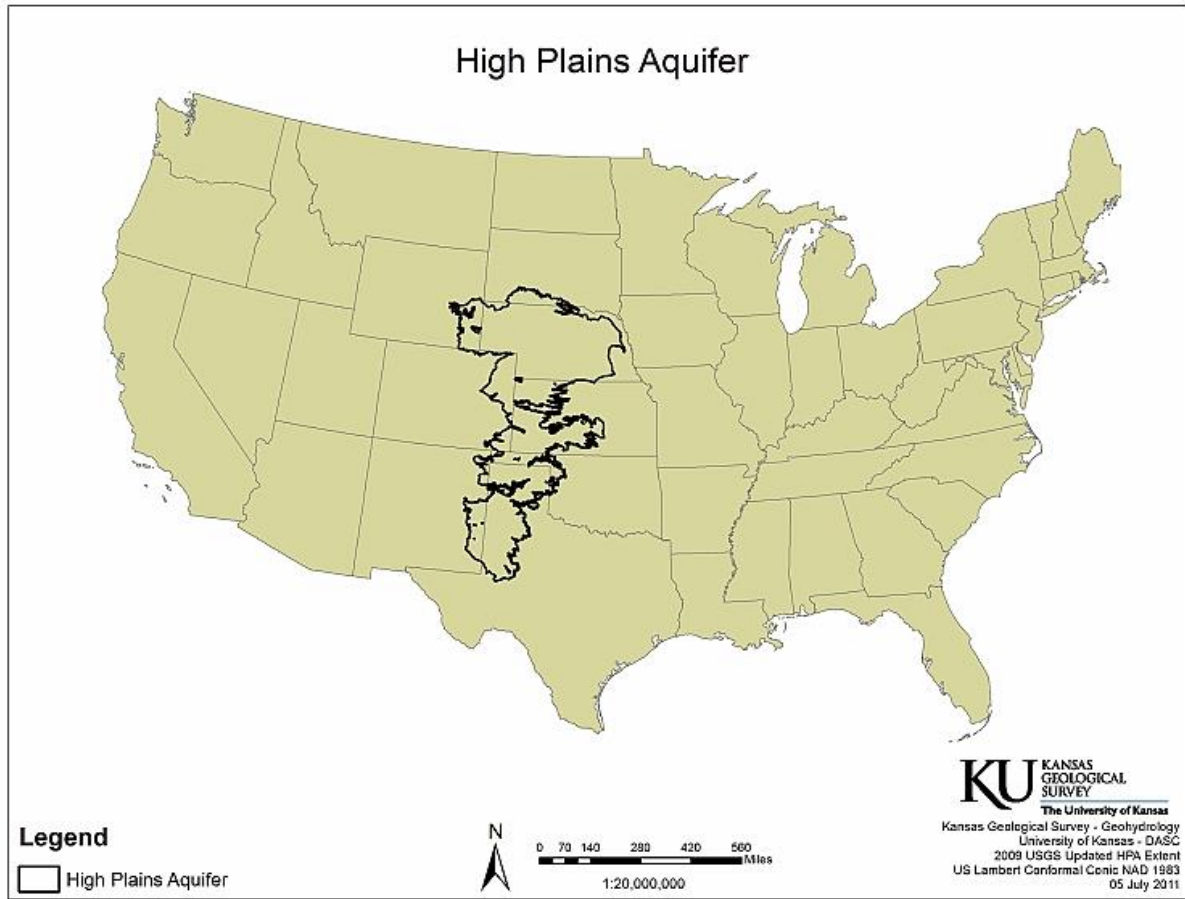 High Plains Aquifer
KU KANSAS
GEOLOGICAL
SURVEY
The University of Kansas
Kansas Geological Survey - Geohydrology
University of Kansas - DASC
2009 USGS Updated HPA Extent
US Lambert Conformal Conic NAD 1983
05 July 2011
Legend
High Plains Aquifer
N
0 70 140 280 420 560
Miles
1:20,000,000